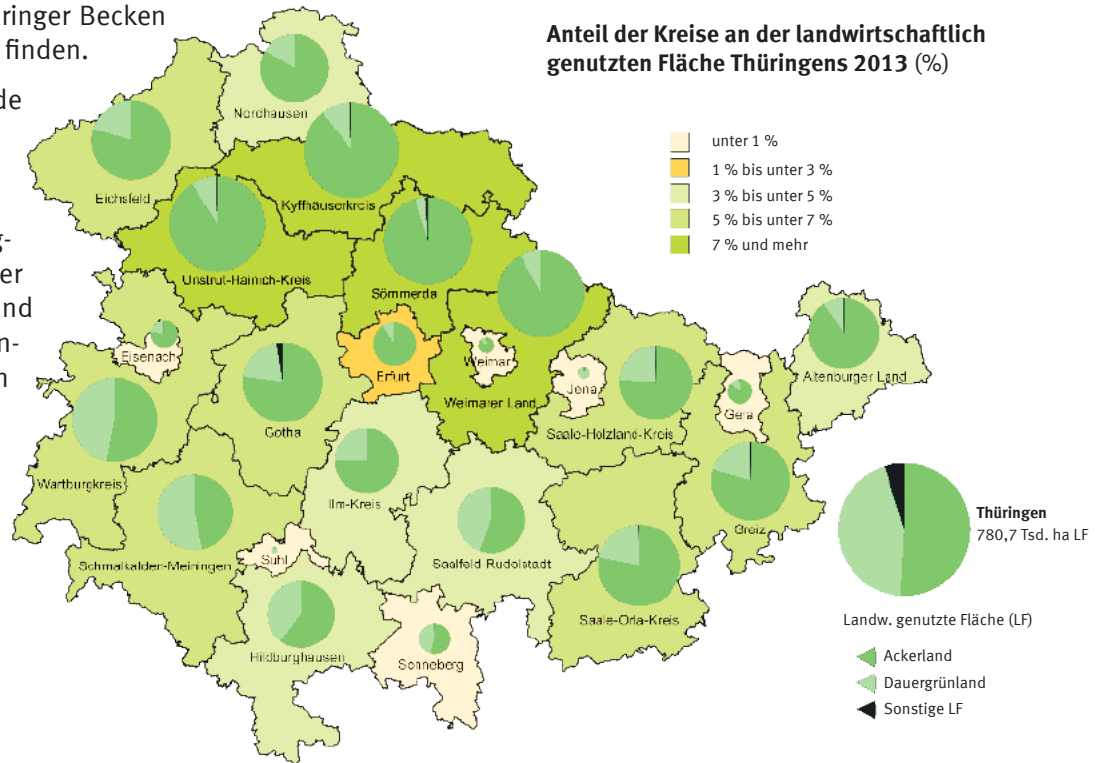 ringer Becken
finden.
de
g-
er
and
n-
n
Anteil der Kreise an der landwirtschaftlich
genutzten Fläche Thüringens 2013 (%)
unter 1 %
1 % bis unter 3 %
3 % bis unter 5 %
5 % bis unter 7 %
7 % und mehr
Nordhausen
Eichsfeld
Kyffhäuserkreis
Unstrut-Hainich-Kreis
Sömmerda
Eisenach
Erfurt
Weimar
Weimarer Land
Jena
Gera
Altenburger Land
Gotha
Saale-Holzland-Kreis
Wartburgkreis
Ilm-Kreis
Greiz
Suhl
Schmalkalden-Meiningen
Saalfeld-Rudolstadt
Saale-Orla-Kreis
Hildburghausen
Sonneberg
Thüringen
780,7 Tsd. ha LF
Landw. genutzte Fläche (LF)
Ackerland
Dauergrünland
Sonstige LF